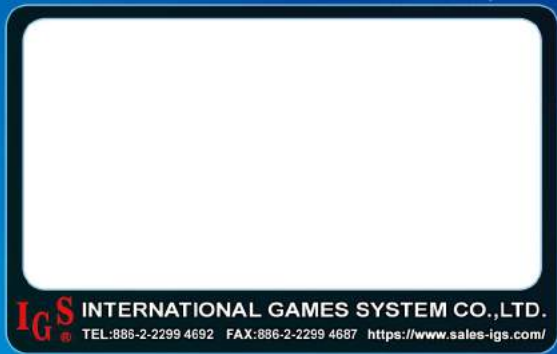 IGS ® INTERNATIONAL GAMES SYSTEM CO.,LTD.
TEL:886-2-2299 4692 FAX:886-2-2299 4687 https://www.sales-igs.com/